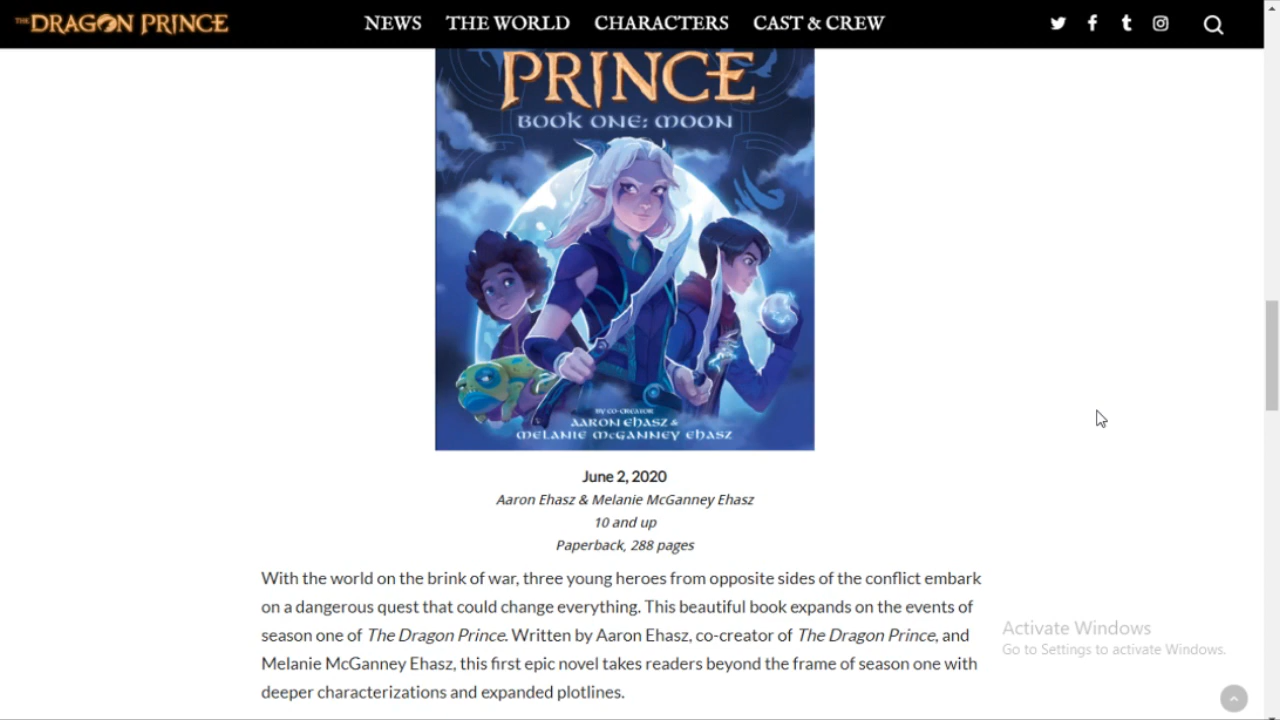 THE DRAGON PRINCE NEWS THE WORLD CHARACTERS CAST & CREW
PRINCE
BOOK ONE: MOON
BY CO-CREATOR
AARON EHASZ &
MELANIE McGANNEY EHASZ
June 2, 2020
Aaron Ehasz & Melanie McGanney Ehasz
10 and up
Paperback, 288 pages
With the world on the brink of war, three young heroes from opposite sides of the conflict embark
on a dangerous quest that could change everything. This beautiful book expands on the events of
season one of The Dragon Prince. Written by Aaron Ehasz, co-creator of The Dragon Prince, and
Melanie McGanney Ehasz, this first epic novel takes readers beyond the frame of season one with
deeper characterizations and expanded plotlines.
Activate Windows
Go to Settings to activate Windows.